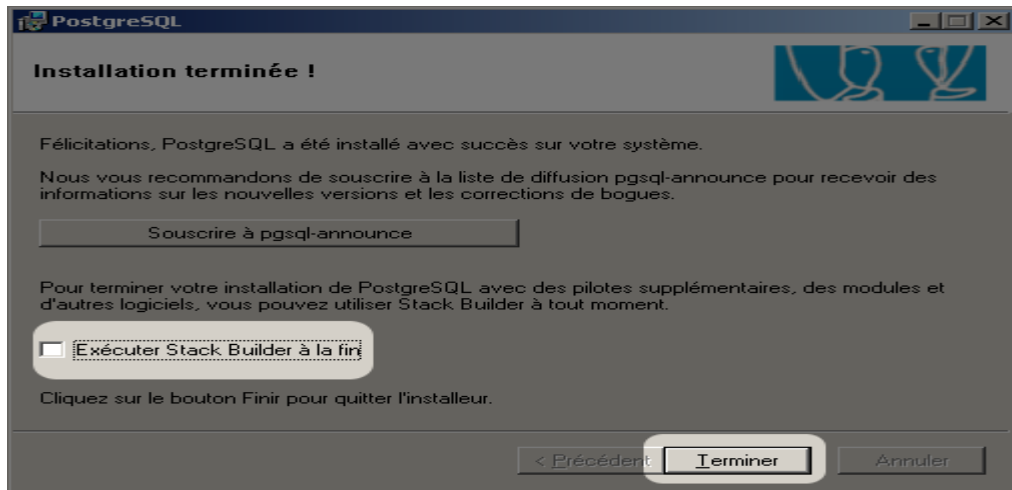 PostgreSQL
Installation terminée !
Félicitations, PostgreSQL a été installé avec succès sur votre système.
Nous vous recommandons de souscrire à la liste de diffusion pgsql-announce pour recevoir des
informations sur les nouvelles versions et les corrections de bogues.
Souscrire à pgsql-announce
Pour terminer votre installation de PostgreSQL avec des pilotes supplémentaires, des modules et
d'autres logiciels, vous pouvez utiliser Stack Builder à tout moment.
Exécuter Stack Builder à la fin
Cliquez sur le bouton Finir pour quitter l'installeur.
< Précédent Terminer Annuler